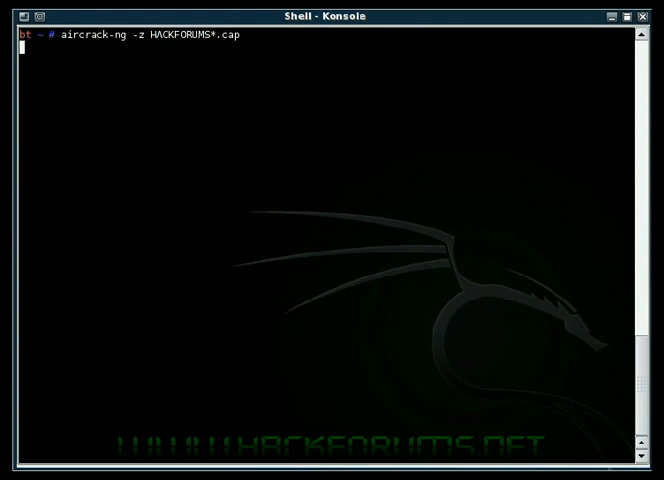 Shell - Konsole
bt ~ # aircrack-ng -z HACKFORUMS*.cap
WWW.HACKFORUMS.NET